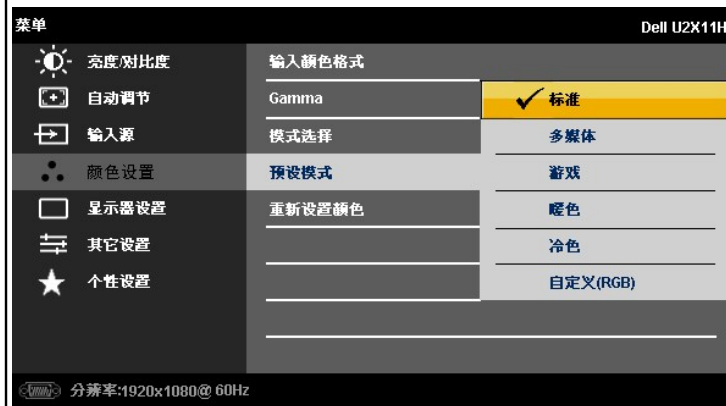 菜单
Dell U2X11H
亮度/对比度
自动调节
输入源
颜色设置
显示器设置
其它设置
个性设置
输入颜色格式
Gamma
模式选择
预设模式
重新设置颜色
标准
多媒体
游戏
暖色
冷色
自定义(RGB)
分辨率:1920x1080@ 60Hz